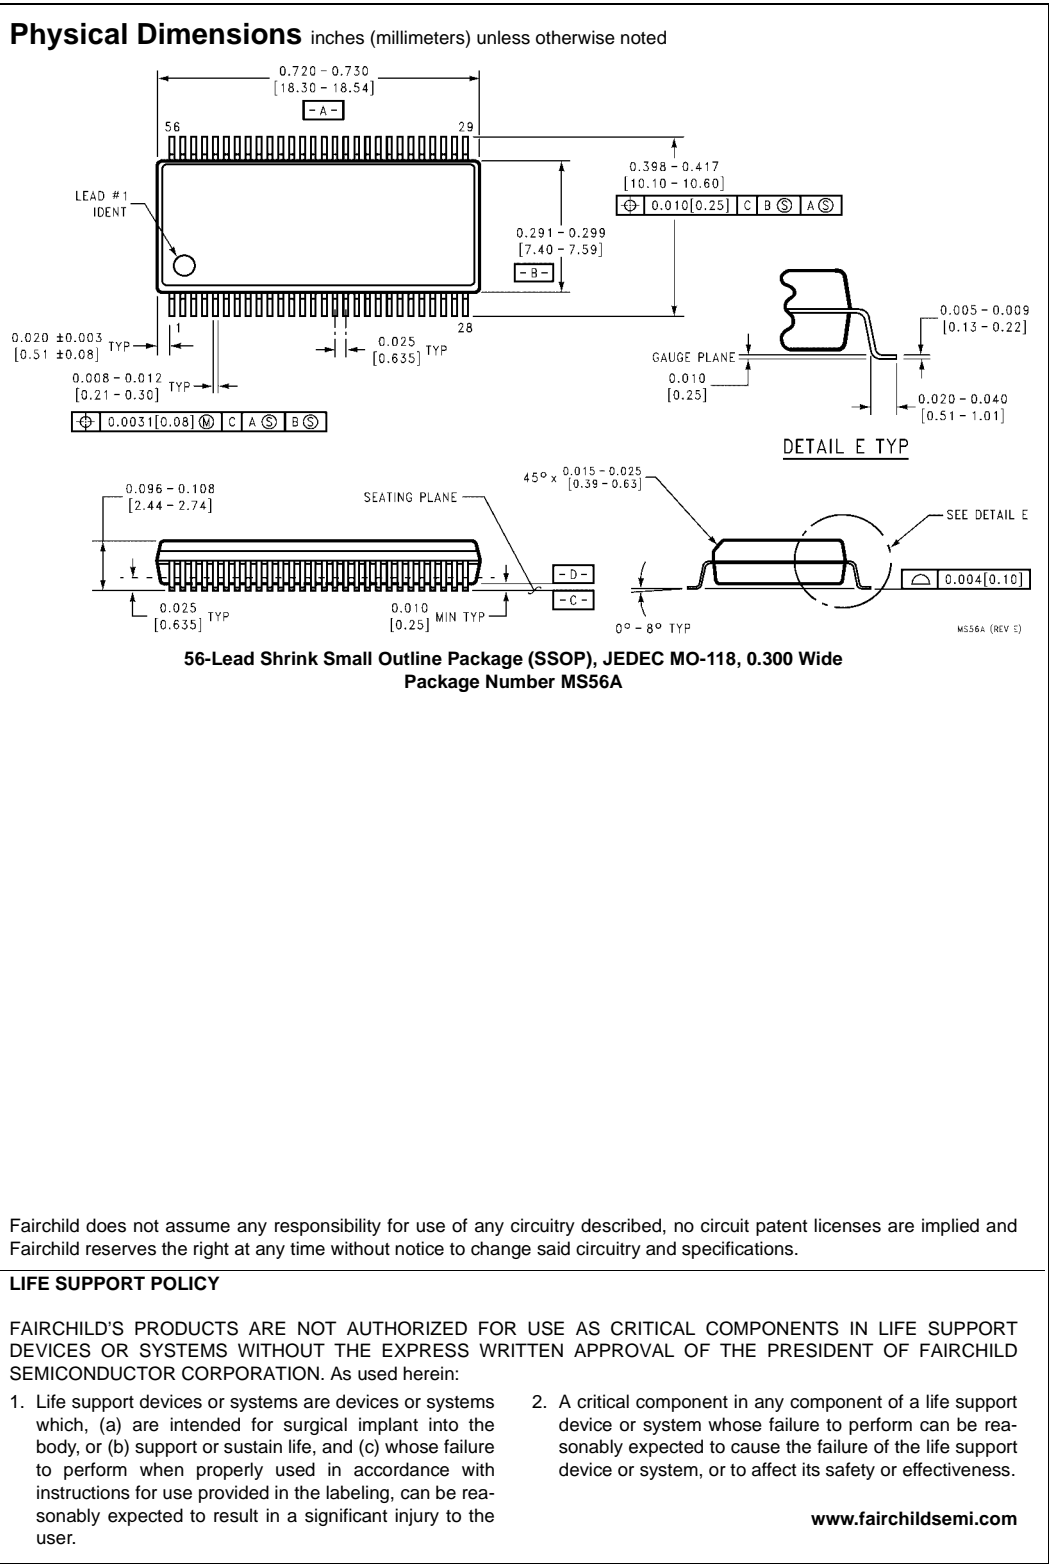 Physical Dimensions inches (millimeters) unless otherwise noted
0.720 – 0.730
[18.30 – 18.54]
- A -
56
29
LEAD #1
IDENT
0.398 – 0.417
[10.10 – 10.60]
⌖ 0.010[0.25] C B Ⓢ A Ⓢ
0.291 – 0.299
[7.40 – 7.59]
- B -
1
28
0.020 ±0.003
[0.51 ±0.08] TYP
0.025
[0.635] TYP
0.008 – 0.012
[0.21 – 0.30] TYP
⌖ 0.0031[0.08] Ⓜ C A Ⓢ B Ⓢ
0.005 – 0.009
[0.13 – 0.22]
GAUGE PLANE
0.010
[0.25]
0.020 – 0.040
[0.51 – 1.01]
DETAIL E TYP
0.096 – 0.108
[2.44 – 2.74]
SEATING PLANE
45° x 0.015 – 0.025
[0.39 – 0.63]
SEE DETAIL E
- D -
- C -
⌓ 0.004[0.10]
0.025
[0.635] TYP
0.010
[0.25] MIN TYP
0° – 8° TYP
MS56A (REV E)
56-Lead Shrink Small Outline Package (SSOP), JEDEC MO-118, 0.300 Wide
Package Number MS56A
Fairchild does not assume any responsibility for use of any circuitry described, no circuit patent licenses are implied and
Fairchild reserves the right at any time without notice to change said circuitry and specifications.
LIFE SUPPORT POLICY
FAIRCHILD'S PRODUCTS ARE NOT AUTHORIZED FOR USE AS CRITICAL COMPONENTS IN LIFE SUPPORT
DEVICES OR SYSTEMS WITHOUT THE EXPRESS WRITTEN APPROVAL OF THE PRESIDENT OF FAIRCHILD
SEMICONDUCTOR CORPORATION. As used herein:
1. Life support devices or systems are devices or systems
which, (a) are intended for surgical implant into the
body, or (b) support or sustain life, and (c) whose failure
to perform when properly used in accordance with
instructions for use provided in the labeling, can be rea-
sonably expected to result in a significant injury to the
user.
2. A critical component in any component of a life support
device or system whose failure to perform can be rea-
sonably expected to cause the failure of the life support
device or system, or to affect its safety or effectiveness.
www.fairchildsemi.com